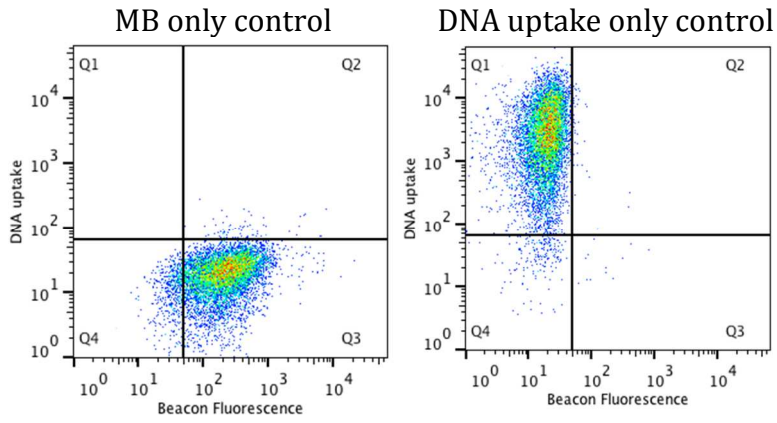 MB only control
DNA uptake only control
Q1
Q2
10^4
10^3
10^2
10^1
10^0
DNA uptake
Q4
Q3
10^0 10^1 10^2 10^3 10^4
Beacon Fluorescence
Q1
Q2
10^4
10^3
10^2
10^1
10^0
DNA uptake
Q4
Q3
10^0 10^1 10^2 10^3 10^4
Beacon Fluorescence